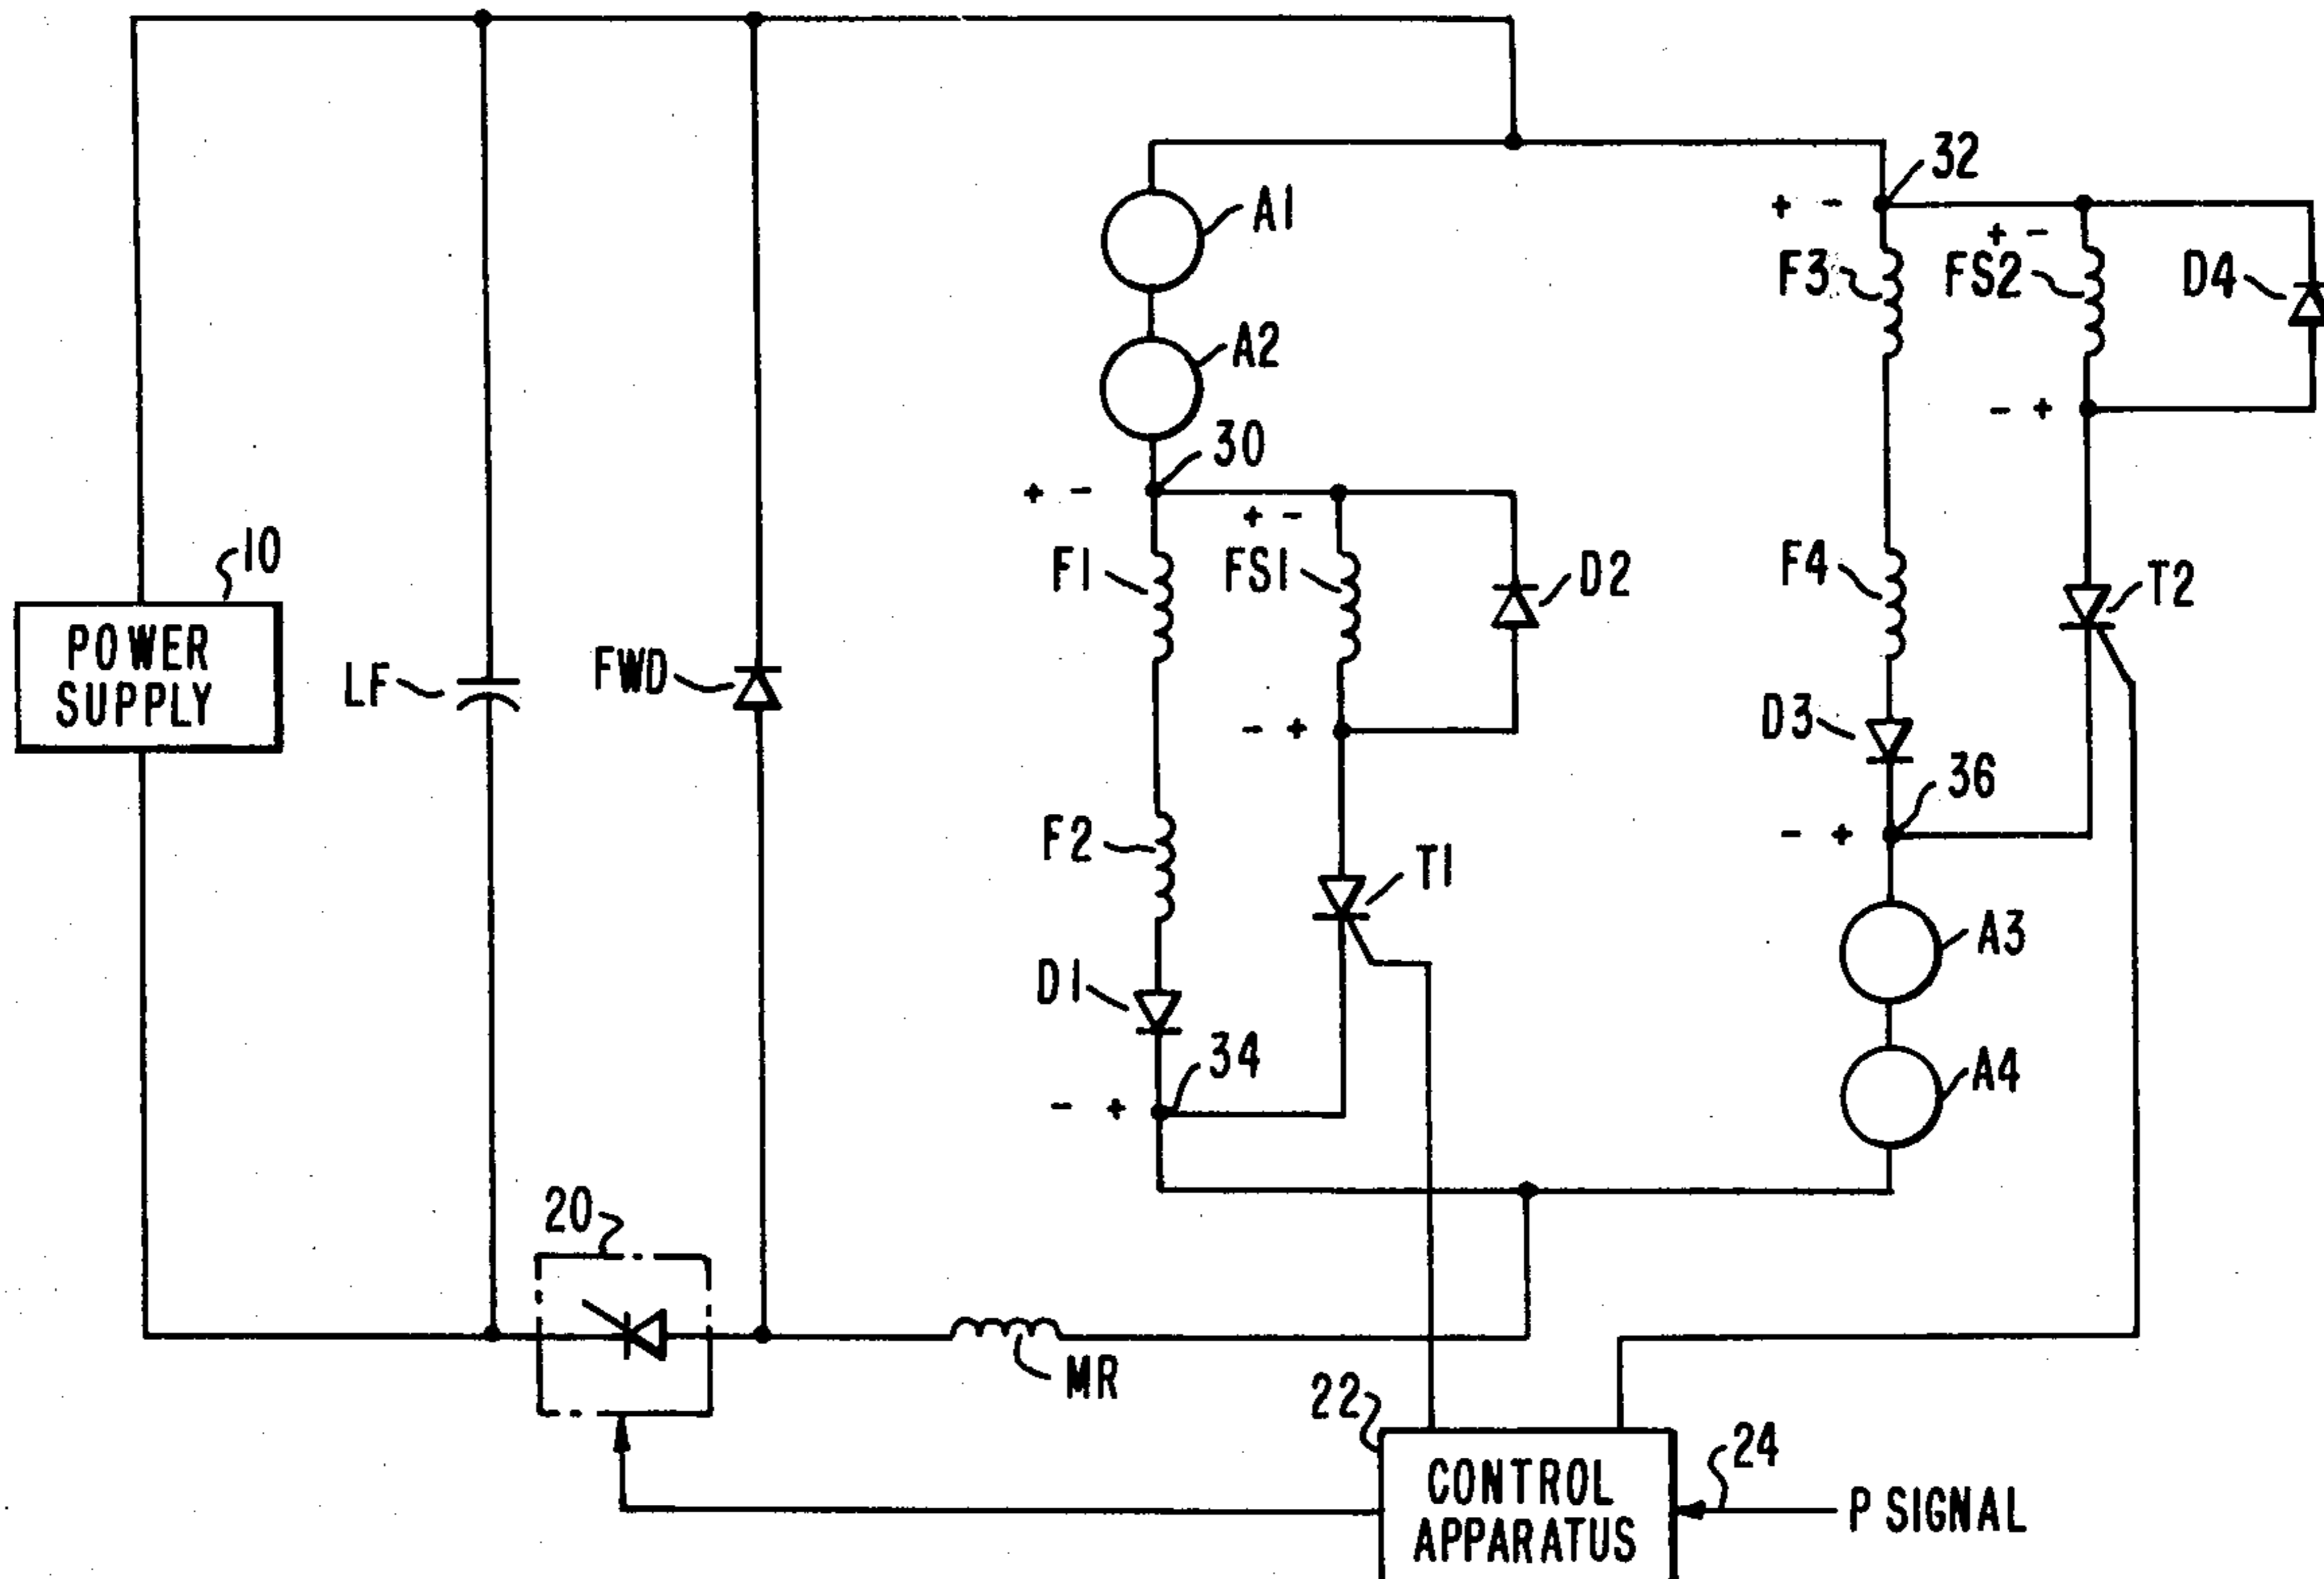 32
+ -
A1
+ -
F3
FS2
D4
A2
- +
30
+ -
+ -
10
F1
FS1
D2
F4
T2
POWER
SUPPLY
LF
FWD
D3
- +
36
- +
F2
T1
A3
D1
34
A4
- +
20
MR
22
24
CONTROL
APPARATUS
P SIGNAL